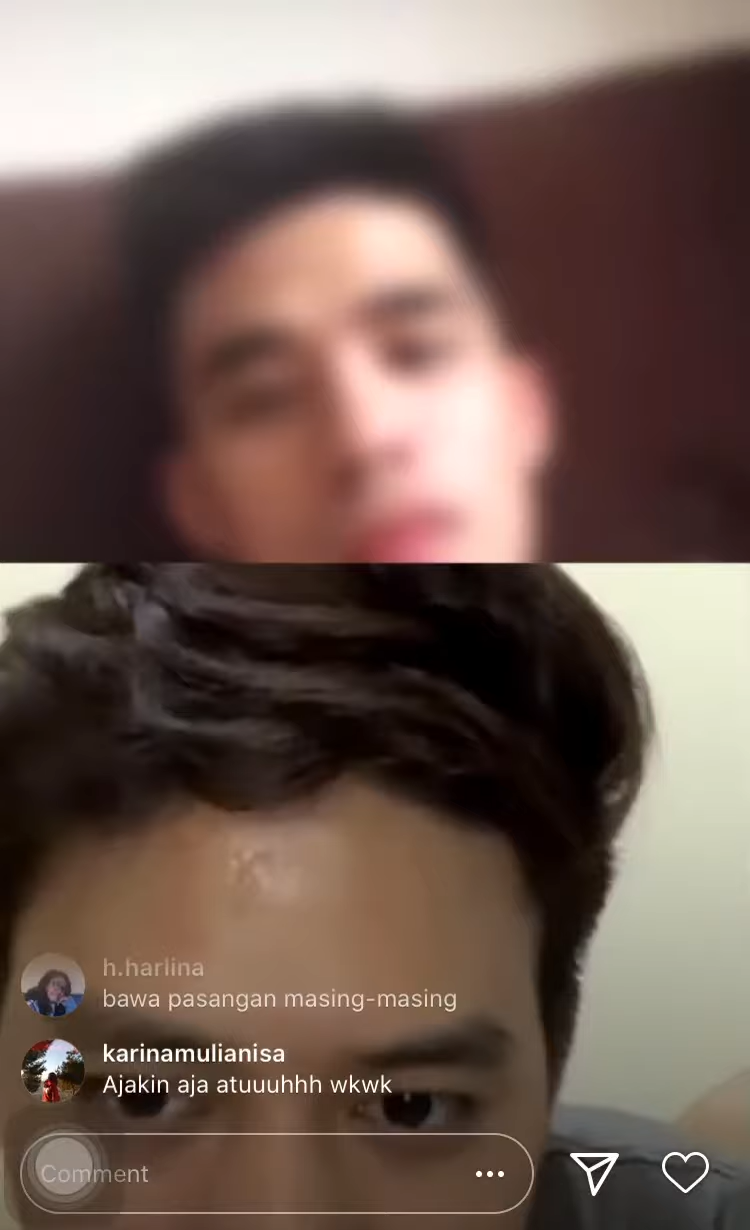 h.harlina
bawa pasangan masing-masing
karinamulianisa
Ajakin aja atuuuhhh wkwk
Comment